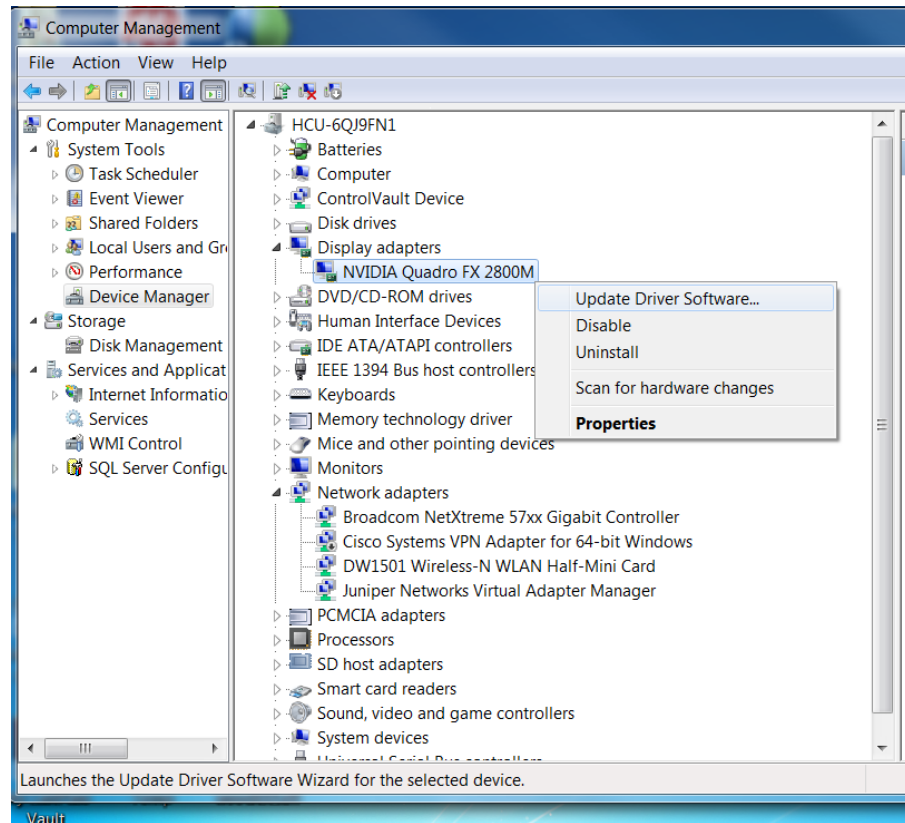 Computer Management
File Action View Help
Computer Management
System Tools
Task Scheduler
Event Viewer
Shared Folders
Local Users and Gr
Performance
Device Manager
Storage
Disk Management
Services and Applicat
Internet Informatio
Services
WMI Control
SQL Server Configu
HCU-6QJ9FN1
Batteries
Computer
ControlVault Device
Disk drives
Display adapters
NVIDIA Quadro FX 2800M
DVD/CD-ROM drives
Human Interface Devices
IDE ATA/ATAPI controllers
IEEE 1394 Bus host controllers
Keyboards
Memory technology driver
Mice and other pointing devices
Monitors
Network adapters
Broadcom NetXtreme 57xx Gigabit Controller
Cisco Systems VPN Adapter for 64-bit Windows
DW1501 Wireless-N WLAN Half-Mini Card
Juniper Networks Virtual Adapter Manager
PCMCIA adapters
Processors
SD host adapters
Smart card readers
Sound, video and game controllers
System devices
Universal Serial Bus controllers
Update Driver Software...
Disable
Uninstall
Scan for hardware changes
Properties
Launches the Update Driver Software Wizard for the selected device.
Vault